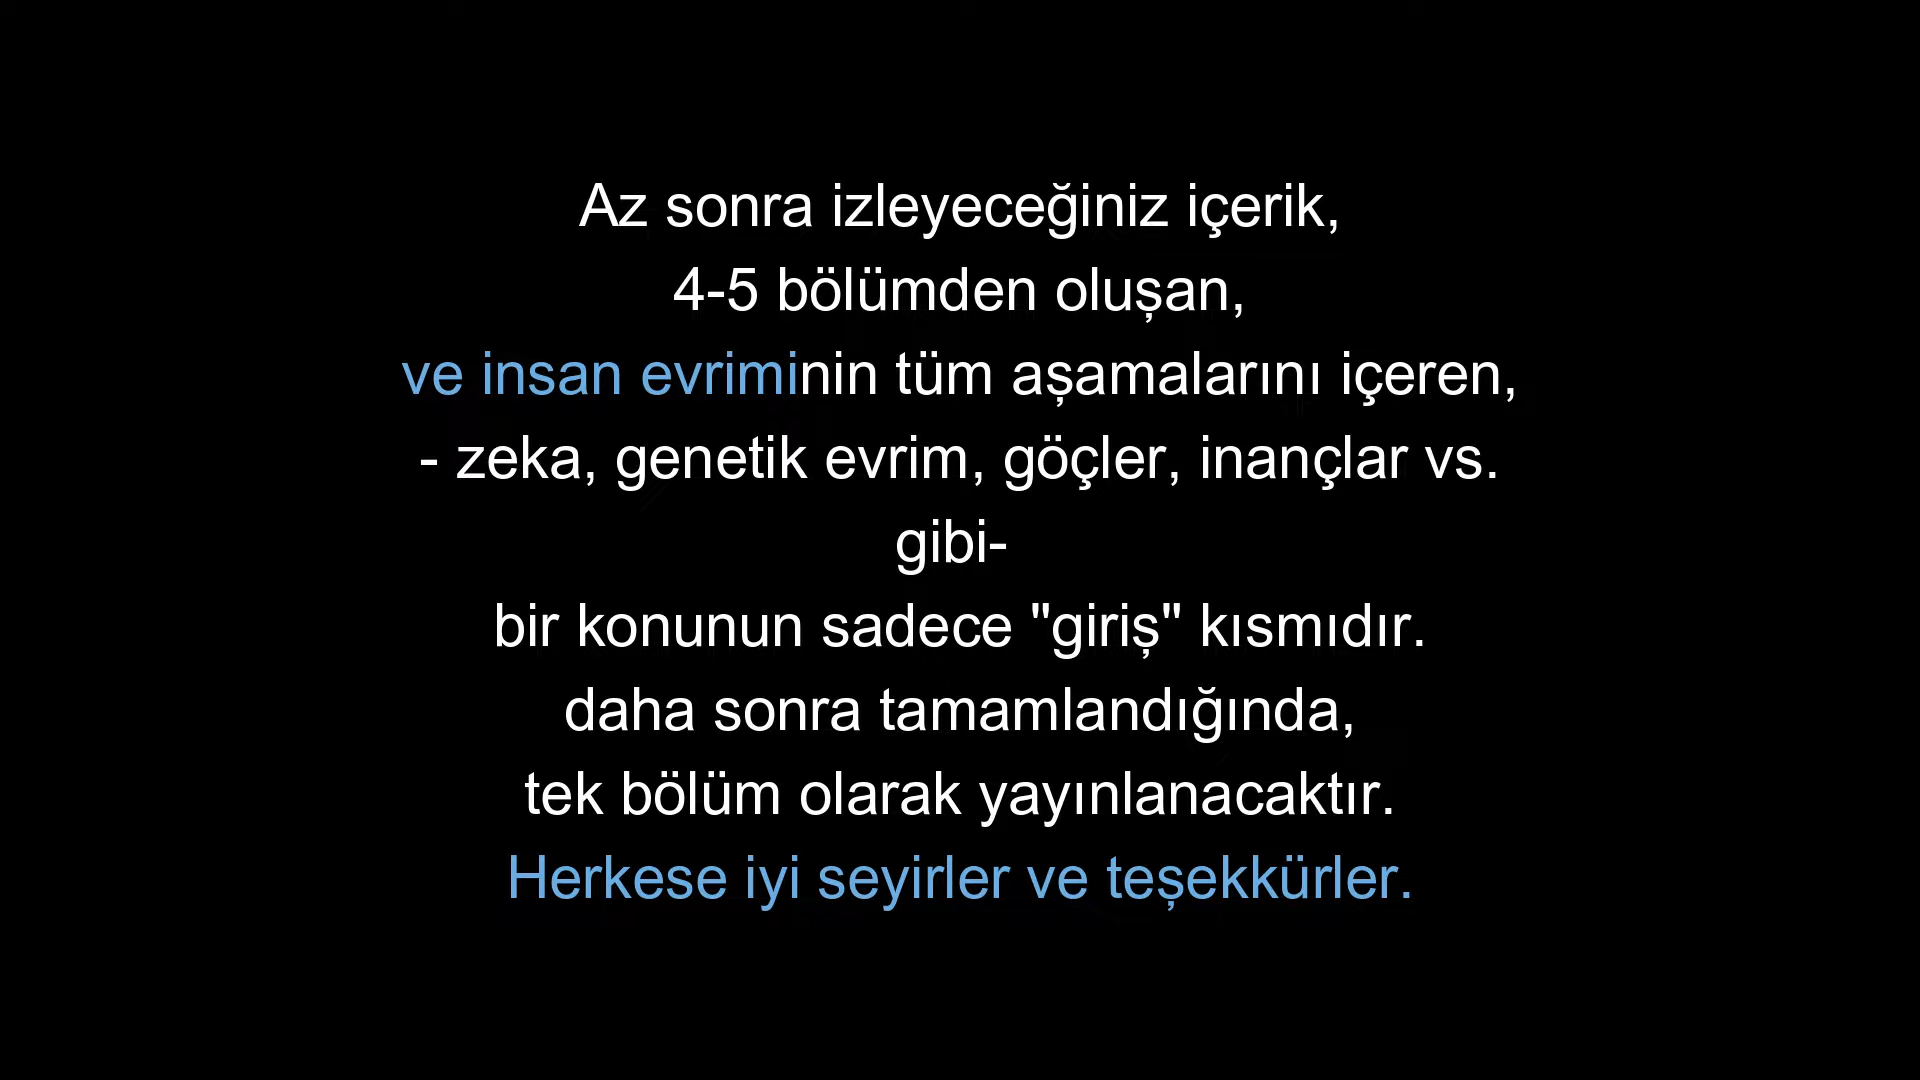 Az sonra izleyeceğiniz içerik,
4-5 bölümden oluşan,
ve insan evriminin tüm aşamalarını içeren,
- zeka, genetik evrim, göçler, inançlar vs.
gibi-
bir konunun sadece "giriş" kısmıdır.
daha sonra tamamlandığında,
tek bölüm olarak yayınlanacaktır.
Herkese iyi seyirler ve teşekkürler.